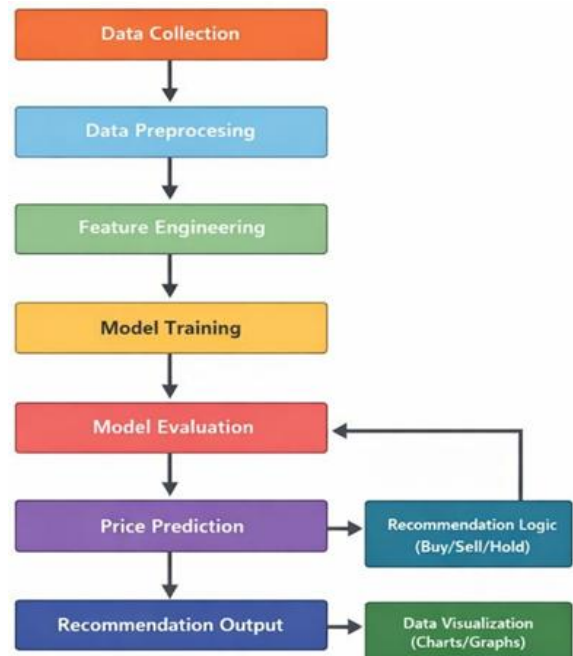 Data Collection
Data Preprocesing
Feature Engineering
Model Training
Model Evaluation
Price Prediction
Recommendation Logic
(Buy/Sell/Hold)
Recommendation Output
Data Visualization
(Charts/Graphs)